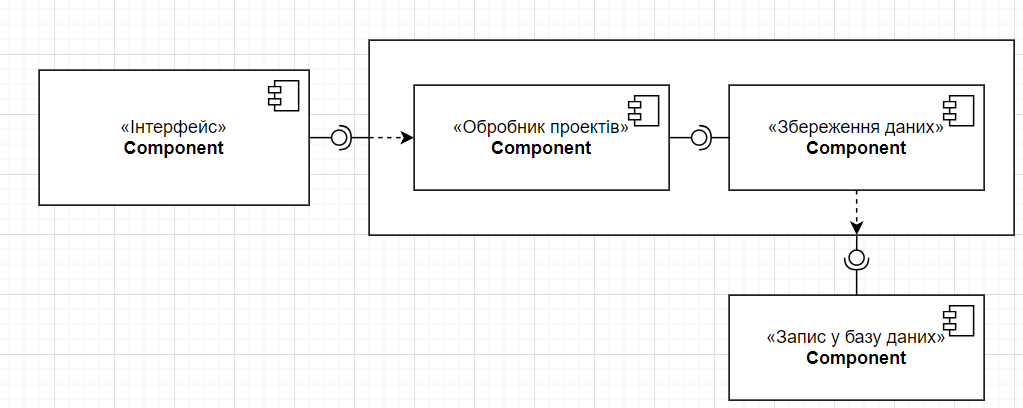 «Інтерфейс»
Component
«Обробник проектів»
Component
«Збереження даних»
Component
«Запис у базу даних»
Component